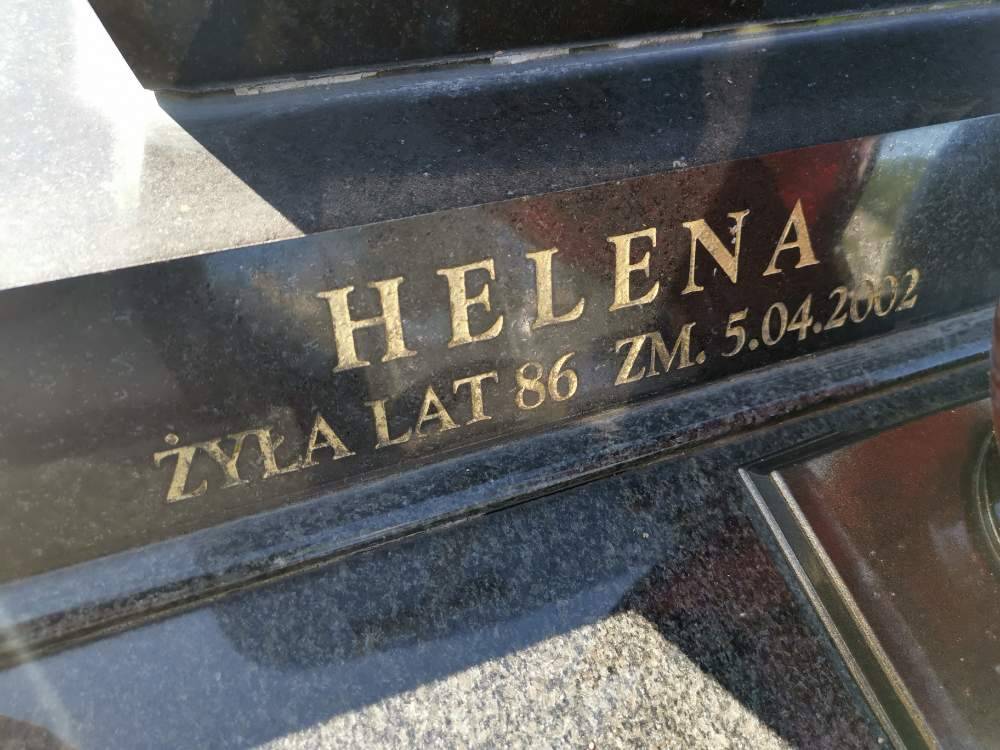 HELENA
ŻYŁA LAT 86 ZM. 5.04.2002